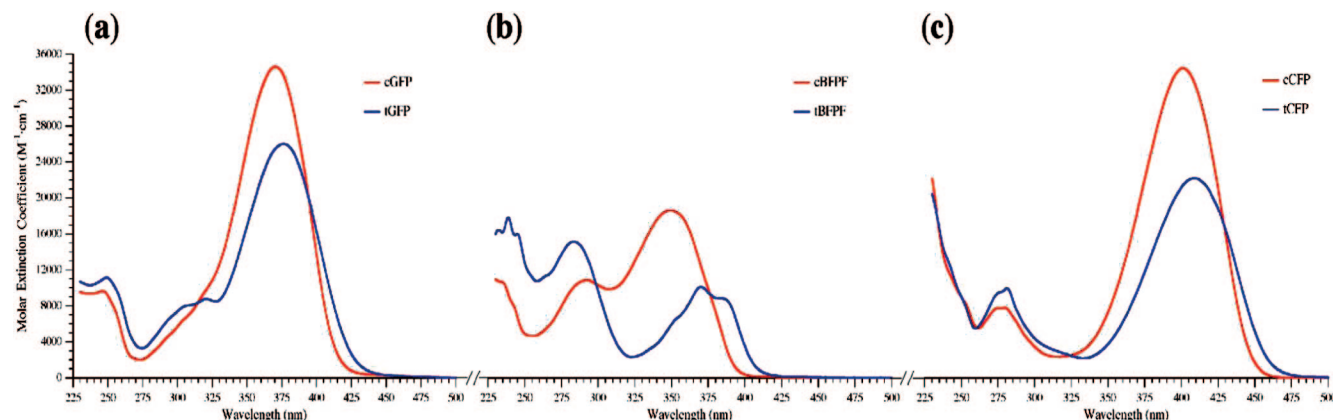 (a)
(b)
(c)
36000
32000
28000
24000
20000
16000
12000
8000
4000
0
Molar Extinction Coefficient (M⁻¹·cm⁻¹)
cGFP
tGFP
cBFPF
tBFPF
cCFP
tCFP
225 250 275 300 325 350 375 400 425 450 475 500
225 250 275 300 325 350 375 400 425 450 475 500
225 250 275 300 325 350 375 400 425 450 475 500
Wavelength (nm)
Wavelength (nm)
Wavelength (nm)